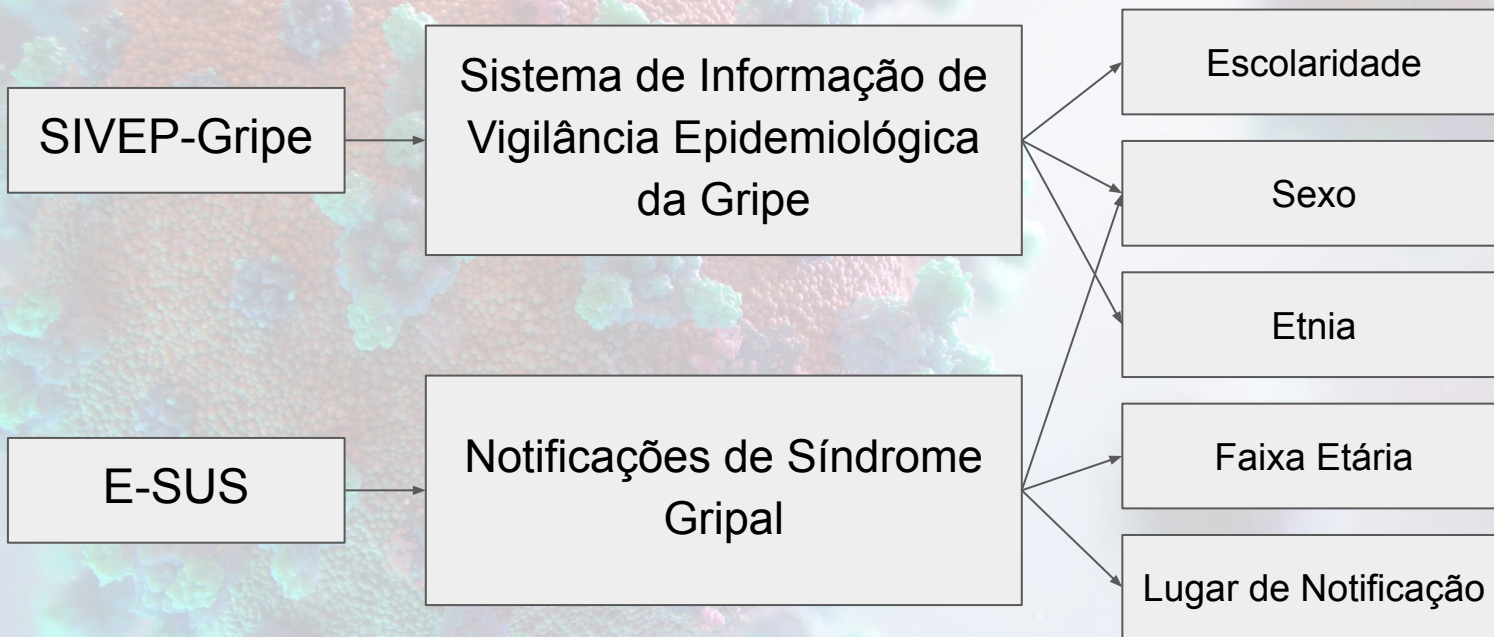 SIVEP-Gripe
Sistema de Informação de
Vigilância Epidemiológica
da Gripe
Escolaridade
Sexo
Etnia
E-SUS
Notificações de Síndrome
Gripal
Faixa Etária
Lugar de Notificação